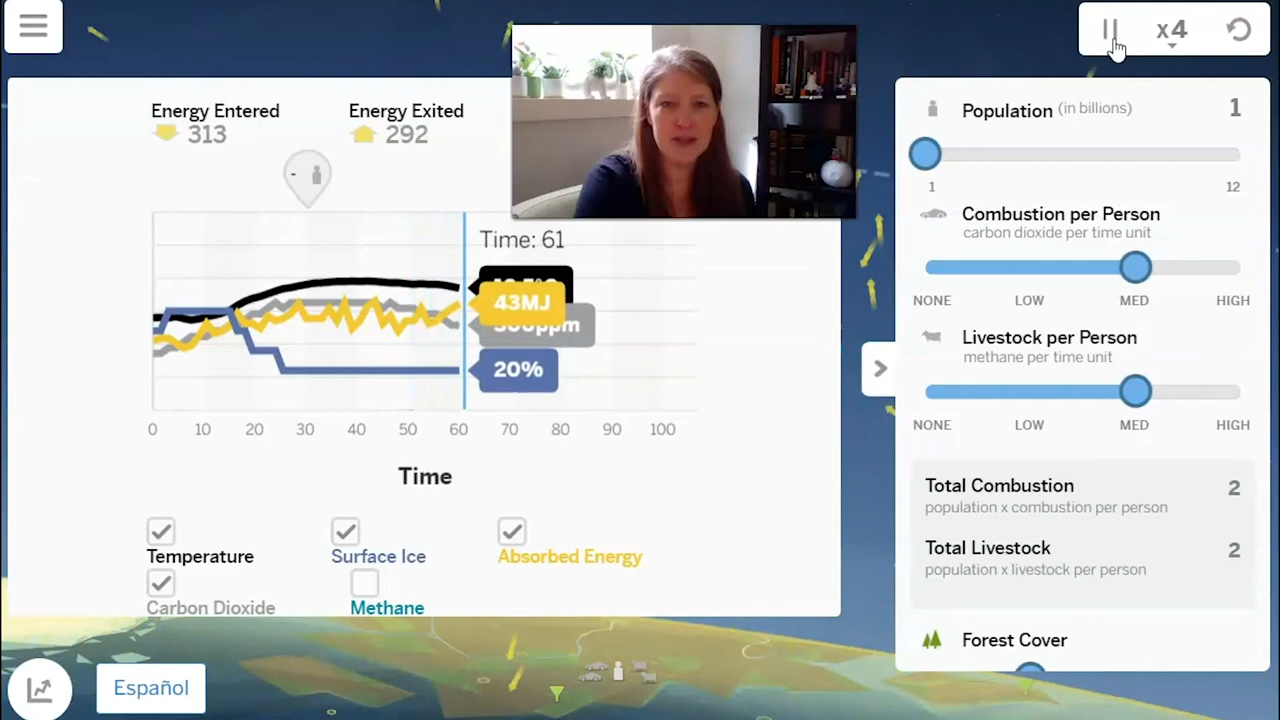 x4
Energy Entered
313
Energy Exited
292
-
Time: 61
43MJ
20%
0 10 20 30 40 50 60 70 80 90 100
Time
Temperature
Surface Ice
Absorbed Energy
Carbon Dioxide
Methane
Español
Population (in billions) 1
1 12
Combustion per Person
carbon dioxide per time unit
NONE LOW MED HIGH
Livestock per Person
methane per time unit
NONE LOW MED HIGH
Total Combustion 2
population x combustion per person
Total Livestock 2
population x livestock per person
Forest Cover